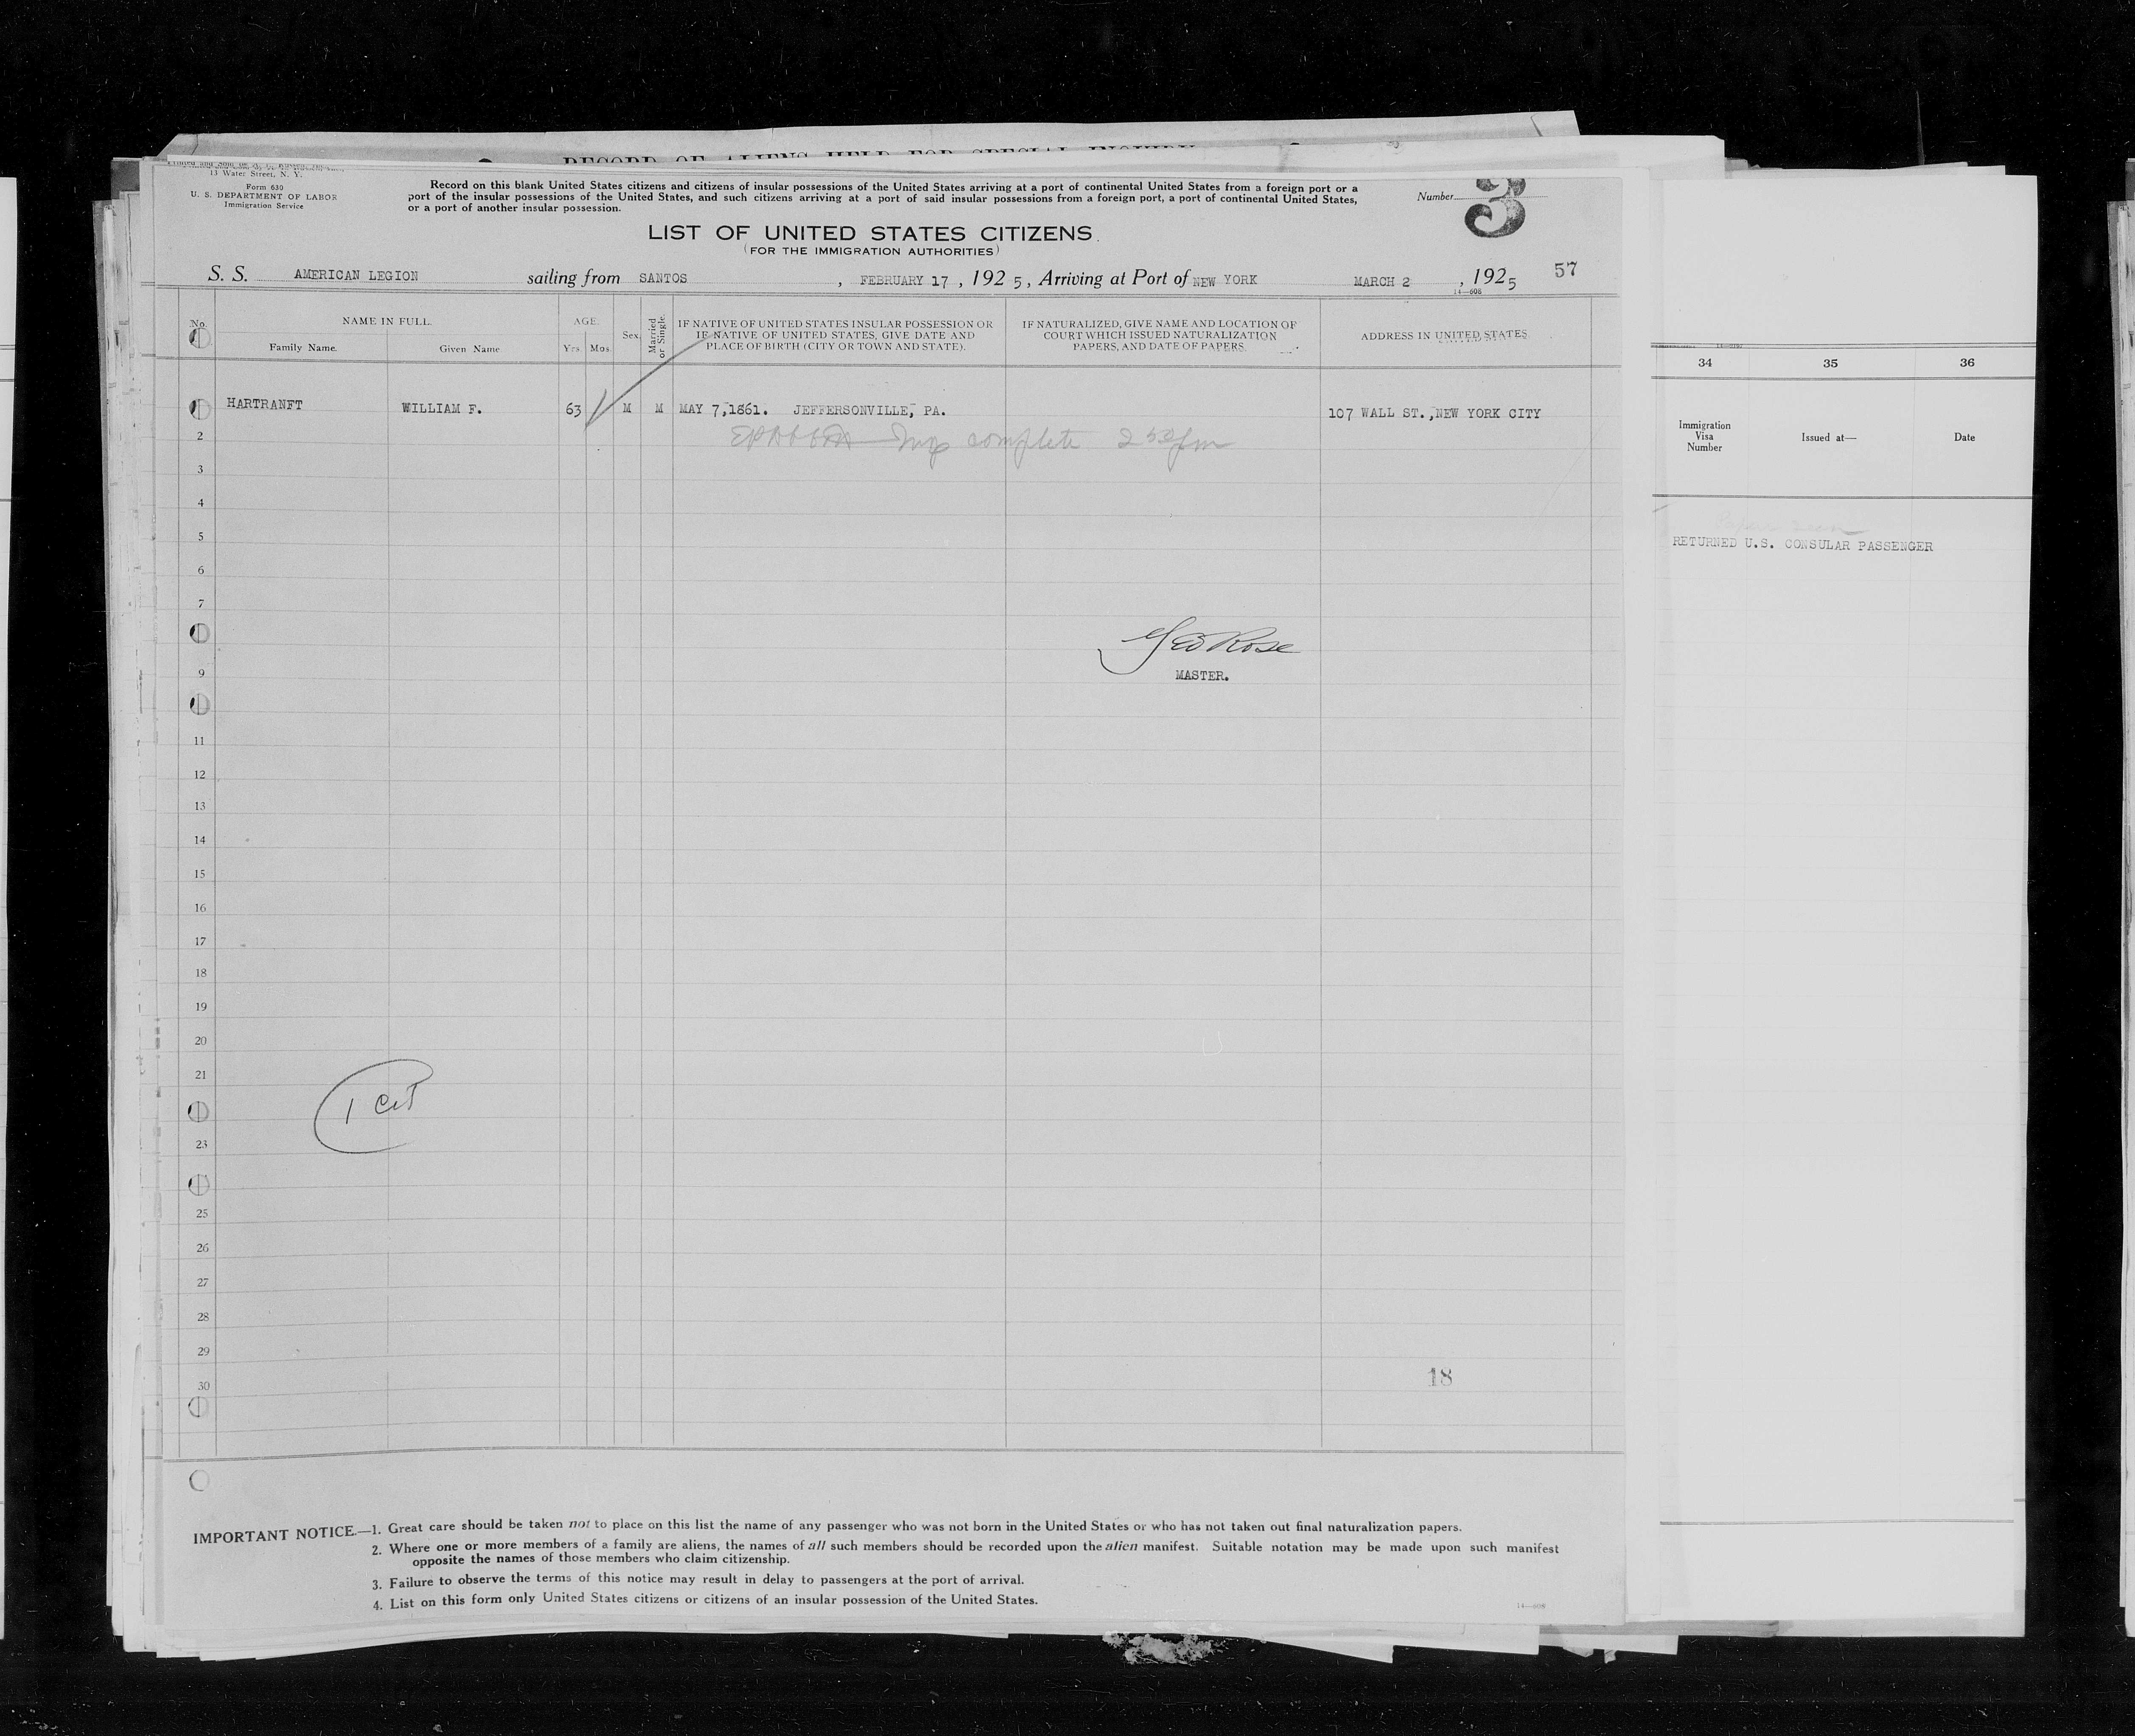 RECORD OF ALIENS HELD FOR SPECIAL INQUIRY
13 Water Street, N. Y.
Form 630
U. S. DEPARTMENT OF LABOR
Immigration Service
Record on this blank United States citizens and citizens of insular possessions of the United States arriving at a port of continental United States from a foreign port or a
port of the insular possessions of the United States, and such citizens arriving at a port of said insular possessions from a foreign port, a port of continental United States,
or a port of another insular possession.
Number 3
LIST OF UNITED STATES CITIZENS
(FOR THE IMMIGRATION AUTHORITIES)
S. S. AMERICAN LEGION sailing from SANTOS, FEBRUARY 17, 1925, Arriving at Port of NEW YORK MARCH 2, 1925 57
14—608
No. NAME IN FULL. AGE. Sex. Married or Single. IF NATIVE OF UNITED STATES INSULAR POSSESSION OR IF NATIVE OF UNITED STATES, GIVE DATE AND PLACE OF BIRTH (CITY OR TOWN AND STATE). IF NATURALIZED, GIVE NAME AND LOCATION OF COURT WHICH ISSUED NATURALIZATION PAPERS, AND DATE OF PAPERS. ADDRESS IN UNITED STATES
Family Name. Given Name Yrs. Mos.
HARTRANFT WILLIAM F. 63 M M MAY 7,1861. JEFFERSONVILLE, PA. 107 WALL ST.,NEW YORK CITY
2 complete
3
4
5
6
7
Geo Rose
9 MASTER.
11
12
13
14
15
16
17
18
19
20
21
1 cit
23
25
26
27
28
29
18
30
IMPORTANT NOTICE.—1. Great care should be taken not to place on this list the name of any passenger who was not born in the United States or who has not taken out final naturalization papers.
2. Where one or more members of a family are aliens, the names of all such members should be recorded upon the alien manifest. Suitable notation may be made upon such manifest
opposite the names of those members who claim citizenship.
3. Failure to observe the terms of this notice may result in delay to passengers at the port of arrival.
4. List on this form only United States citizens or citizens of an insular possession of the United States.
14—608
34 35 36
Immigration Visa Number Issued at— Date
RETURNED U.S. CONSULAR PASSENGER